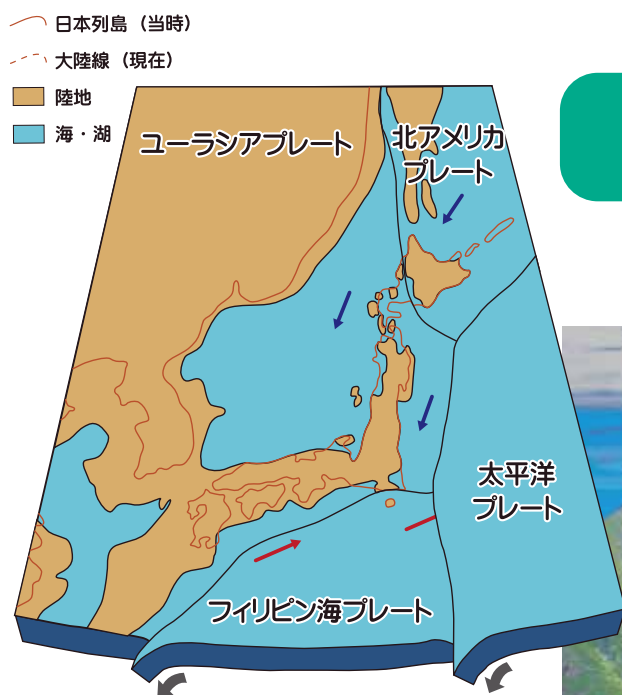 日本列島（当時）
大陸線（現在）
陸地
海・湖
ユーラシアプレート
北アメリカ
プレート
太平洋
プレート
フィリピン海プレート